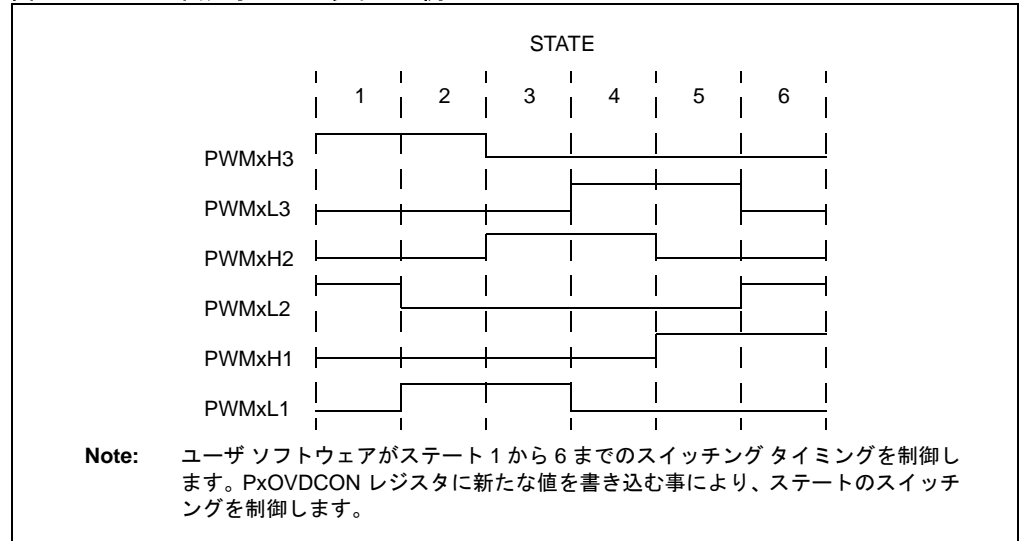 STATE
1 2 3 4 5 6
PWMxH3
PWMxL3
PWMxH2
PWMxL2
PWMxH1
PWMxL1
Note: ユーザ ソフトウェアがステート 1 から 6 までのスイッチング タイミングを制御し
ます。PxOVDCON レジスタに新たな値を書き込む事により、ステートのスイッチ
ングを制御します。